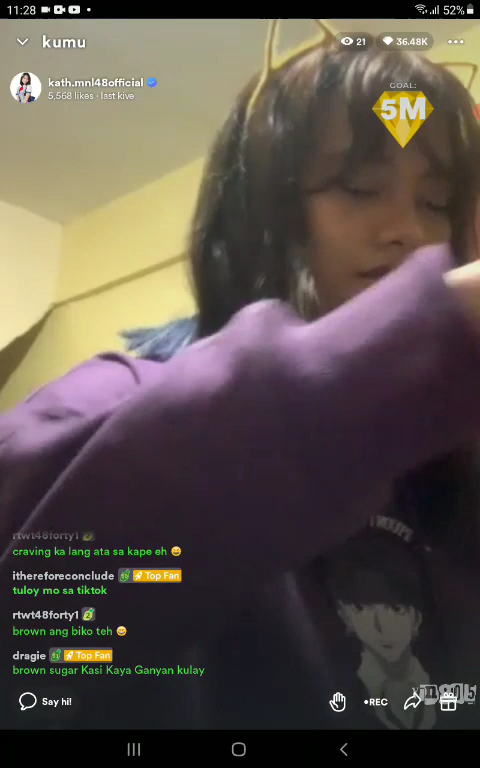 11:28
52%
kumu
21
36.48K
kath.mnl48official
5,568 likes · last kive
GOAL:
5M
rtwt48forty1
craving ka lang ata sa kape eh 😄
ithereforeconclude Top Fan
tuloy mo sa tiktok
rtwt48forty1
brown ang biko teh 😄
dragie Top Fan
brown sugar Kasi Kaya Ganyan kulay
Say hi!
•REC